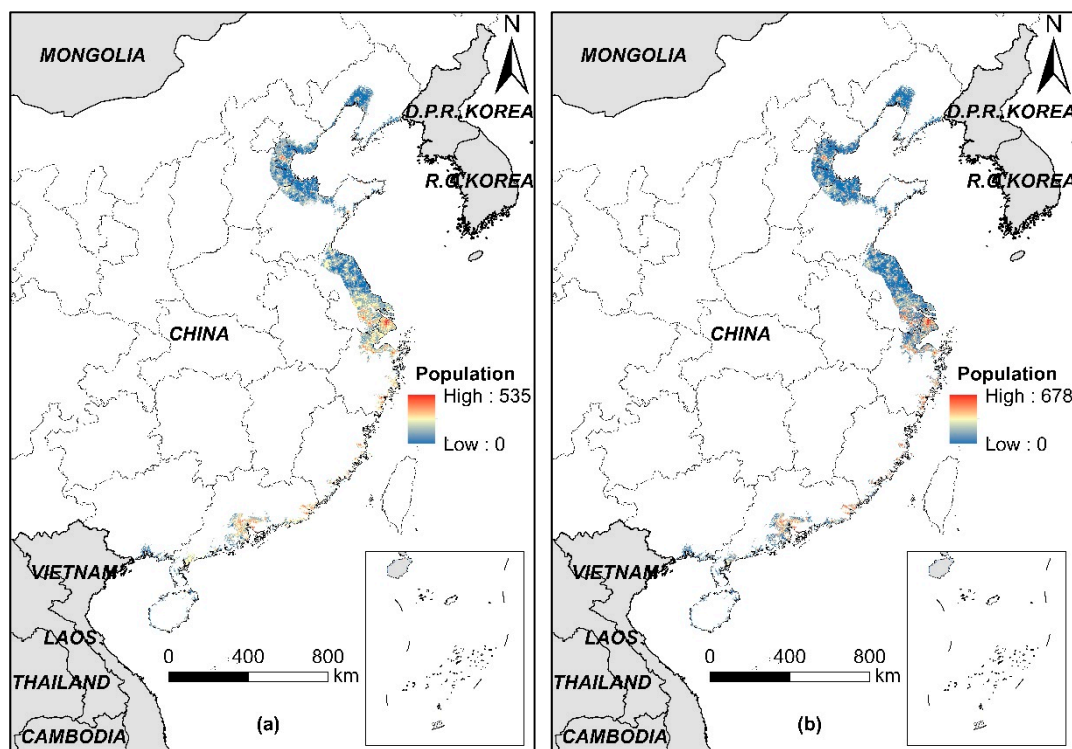 N
MONGOLIA
D.P.R. KOREA
R.O. KOREA
CHINA
Population
High : 535
Low : 0
VIETNAM
LAOS
THAILAND
CAMBODIA
0 400 800
km
(a)
N
MONGOLIA
D.P.R. KOREA
R.O. KOREA
CHINA
Population
High : 678
Low : 0
VIETNAM
LAOS
THAILAND
CAMBODIA
0 400 800
km
(b)